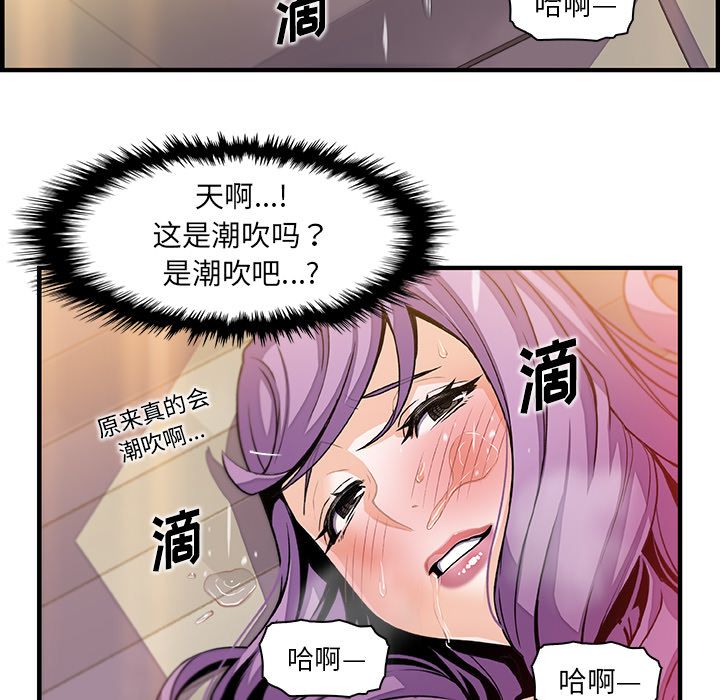 滴
哈啊—
天啊...!
这是潮吹吗？
是潮吹吧...?
滴
原来真的会
潮吹啊...
滴
哈啊—
哈啊—